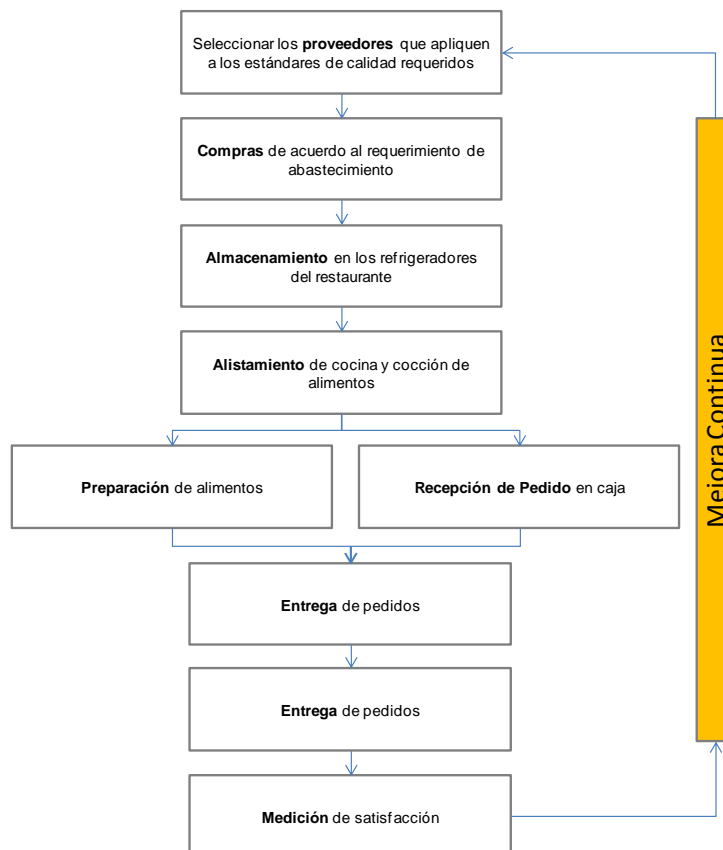 Seleccionar los proveedores que apliquen
a los estándares de calidad requeridos
Compras de acuerdo al requerimiento de
abastecimiento
Almacenamiento en los refrigeradores
del restaurante
Alistamiento de cocina y cocción de
alimentos
Preparación de alimentos
Recepción de Pedido en caja
Entrega de pedidos
Entrega de pedidos
Medición de satisfacción
Mejora Continua